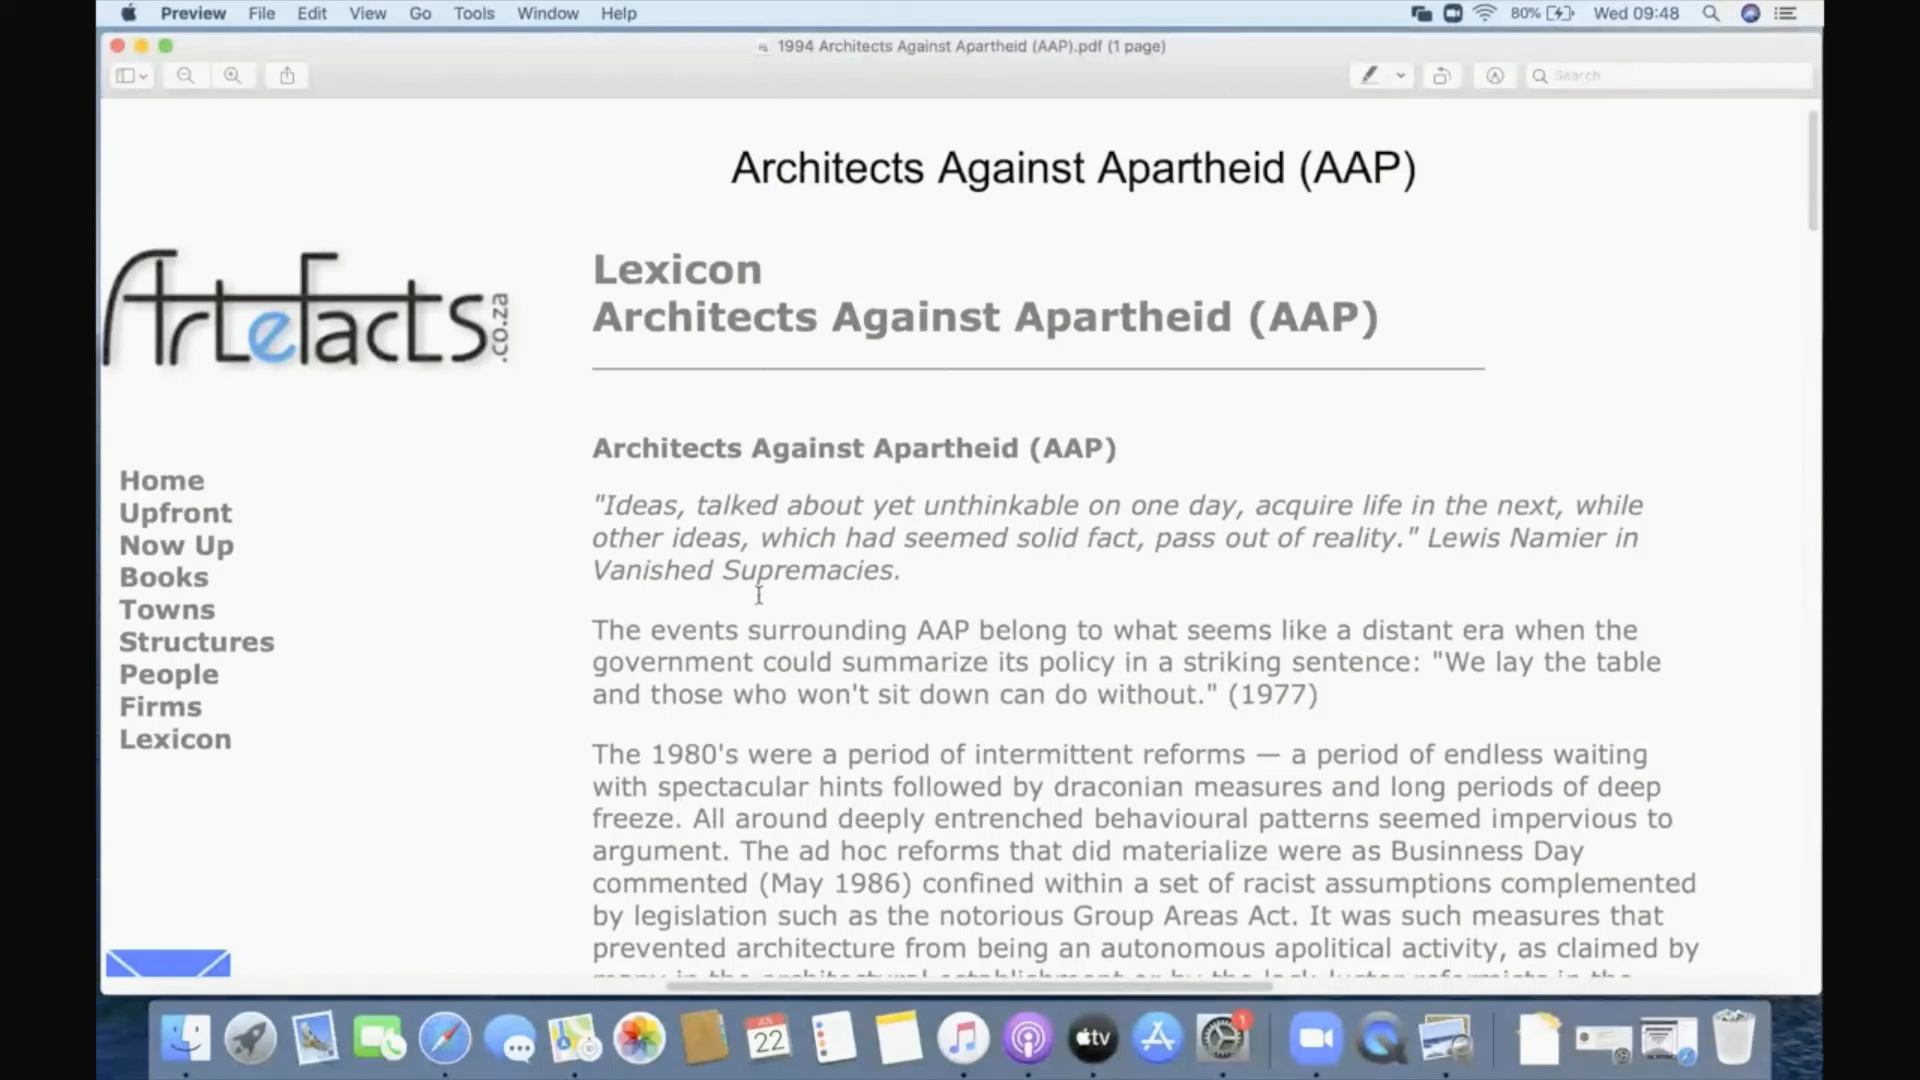 Preview File Edit View Go Tools Window Help
80% Wed 09:48
1994 Architects Against Apartheid (AAP).pdf (1 page)
Search
Architects Against Apartheid (AAP)
Artefacts.co.za
Lexicon
Architects Against Apartheid (AAP)
Home
Upfront
Now Up
Books
Towns
Structures
People
Firms
Lexicon
Architects Against Apartheid (AAP)
"Ideas, talked about yet unthinkable on one day, acquire life in the next, while
other ideas, which had seemed solid fact, pass out of reality." Lewis Namier in
Vanished Supremacies.
The events surrounding AAP belong to what seems like a distant era when the
government could summarize its policy in a striking sentence: "We lay the table
and those who won't sit down can do without." (1977)
The 1980's were a period of intermittent reforms — a period of endless waiting
with spectacular hints followed by draconian measures and long periods of deep
freeze. All around deeply entrenched behavioural patterns seemed impervious to
argument. The ad hoc reforms that did materialize were as Businness Day
commented (May 1986) confined within a set of racist assumptions complemented
by legislation such as the notorious Group Areas Act. It was such measures that
prevented architecture from being an autonomous apolitical activity, as claimed by
JUL
22
tv
1